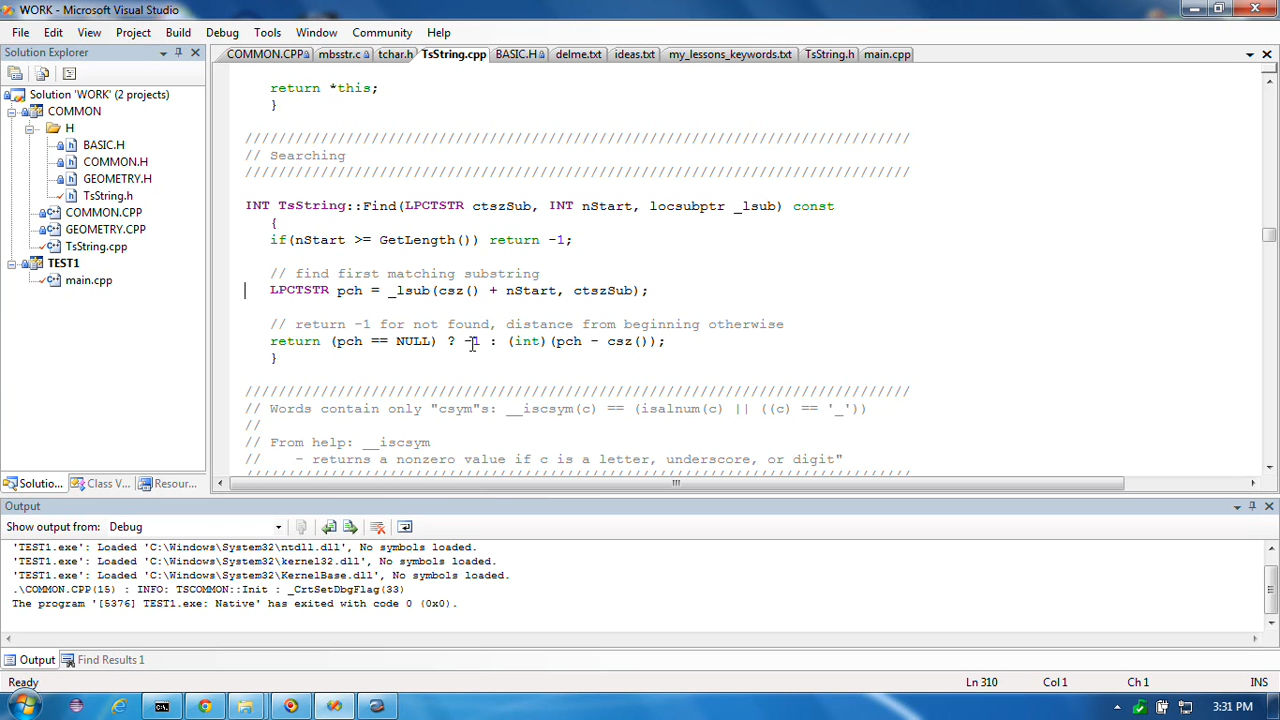 WORK - Microsoft Visual Studio
File Edit View Project Build Debug Tools Window Community Help
Solution Explorer
COMMON.CPP mbsstr.c tchar.h TsString.cpp BASIC.H delme.txt ideas.txt my_lessons_keywords.txt TsString.h main.cpp
Solution 'WORK' (2 projects)
COMMON
H
BASIC.H
COMMON.H
GEOMETRY.H
TsString.h
COMMON.CPP
GEOMETRY.CPP
TsString.cpp
TEST1
main.cpp
return *this;
}
///////////////////////////////////////////////////////////////////////////////
// Searching
///////////////////////////////////////////////////////////////////////////////
INT TsString::Find(LPCTSTR ctszSub, INT nStart, locsubptr _lsub) const
{
if(nStart >= GetLength()) return -1;
// find first matching substring
LPCTSTR pch = _lsub(csz() + nStart, ctszSub);
// return -1 for not found, distance from beginning otherwise
return (pch == NULL) ? -1 : (int)(pch - csz());
}
///////////////////////////////////////////////////////////////////////////////
// Words contain only "csym"s: __iscsym(c) == (isalnum(c) || ((c) == '_'))
//
// From help: __iscsym
// - returns a nonzero value if c is a letter, underscore, or digit"
///////////////////////////////////////////////////////////////////////////////
Solutio... Class V... Resour...
Output
Show output from: Debug
'TEST1.exe': Loaded 'C:\Windows\System32\ntdll.dll', No symbols loaded.
'TEST1.exe': Loaded 'C:\Windows\System32\kernel32.dll', No symbols loaded.
'TEST1.exe': Loaded 'C:\Windows\System32\KernelBase.dll', No symbols loaded.
.\COMMON.CPP(15) : INFO: TSCOMMON::Init : _CrtSetDbgFlag(33)
The program '[5376] TEST1.exe: Native' has exited with code 0 (0x0).
Output Find Results 1
Ready Ln 310 Col 1 Ch 1 INS
3:31 PM